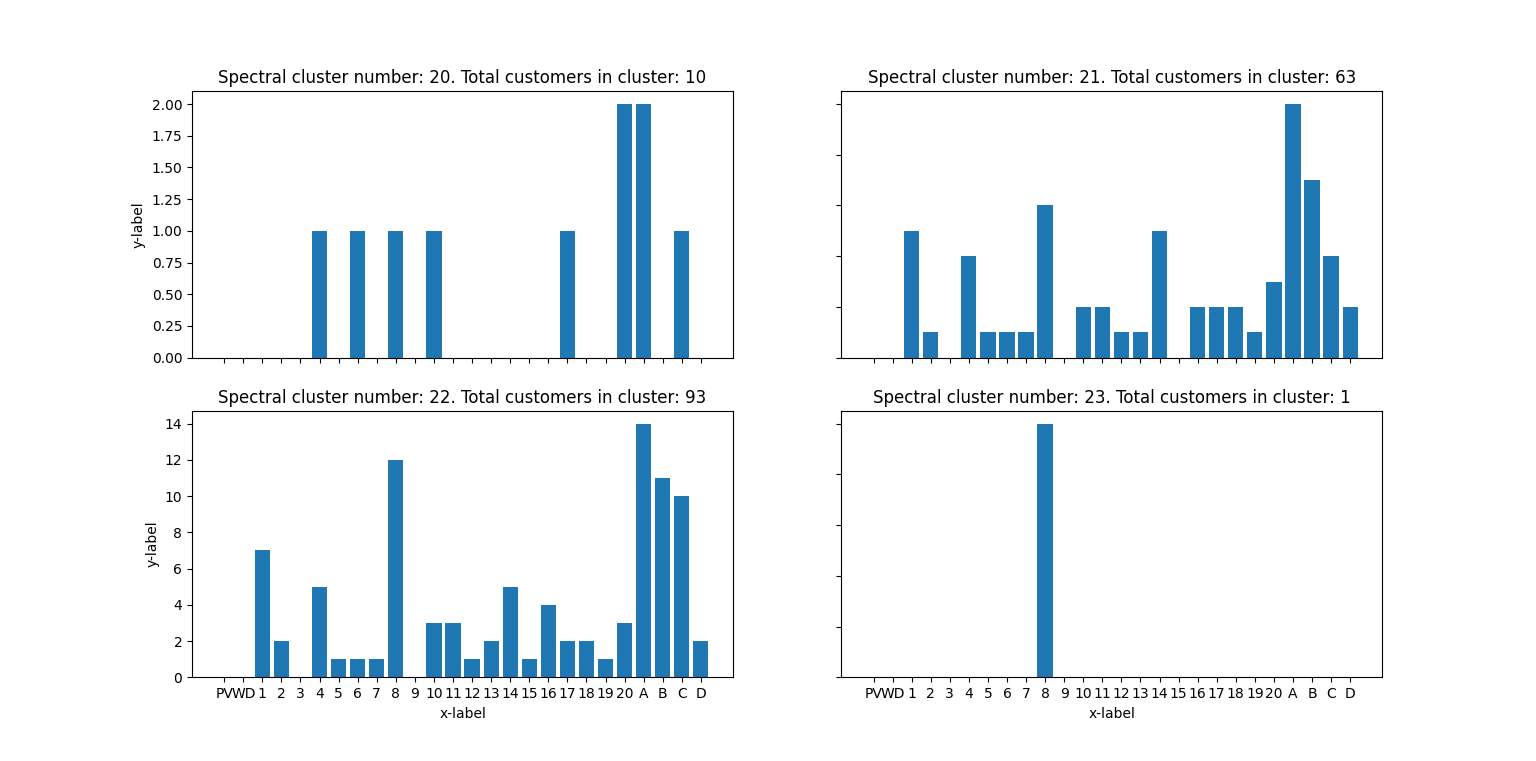 Spectral cluster number: 20. Total customers in cluster: 10
2.00
1.75
1.50
1.25
1.00
0.75
0.50
0.25
0.00
y-label
Spectral cluster number: 21. Total customers in cluster: 63
Spectral cluster number: 22. Total customers in cluster: 93
14
12
10
8
6
4
2
0
y-label
PV WD 1 2 3 4 5 6 7 8 9 10 11 12 13 14 15 16 17 18 19 20 A B C D
x-label
Spectral cluster number: 23. Total customers in cluster: 1
PV WD 1 2 3 4 5 6 7 8 9 10 11 12 13 14 15 16 17 18 19 20 A B C D
x-label